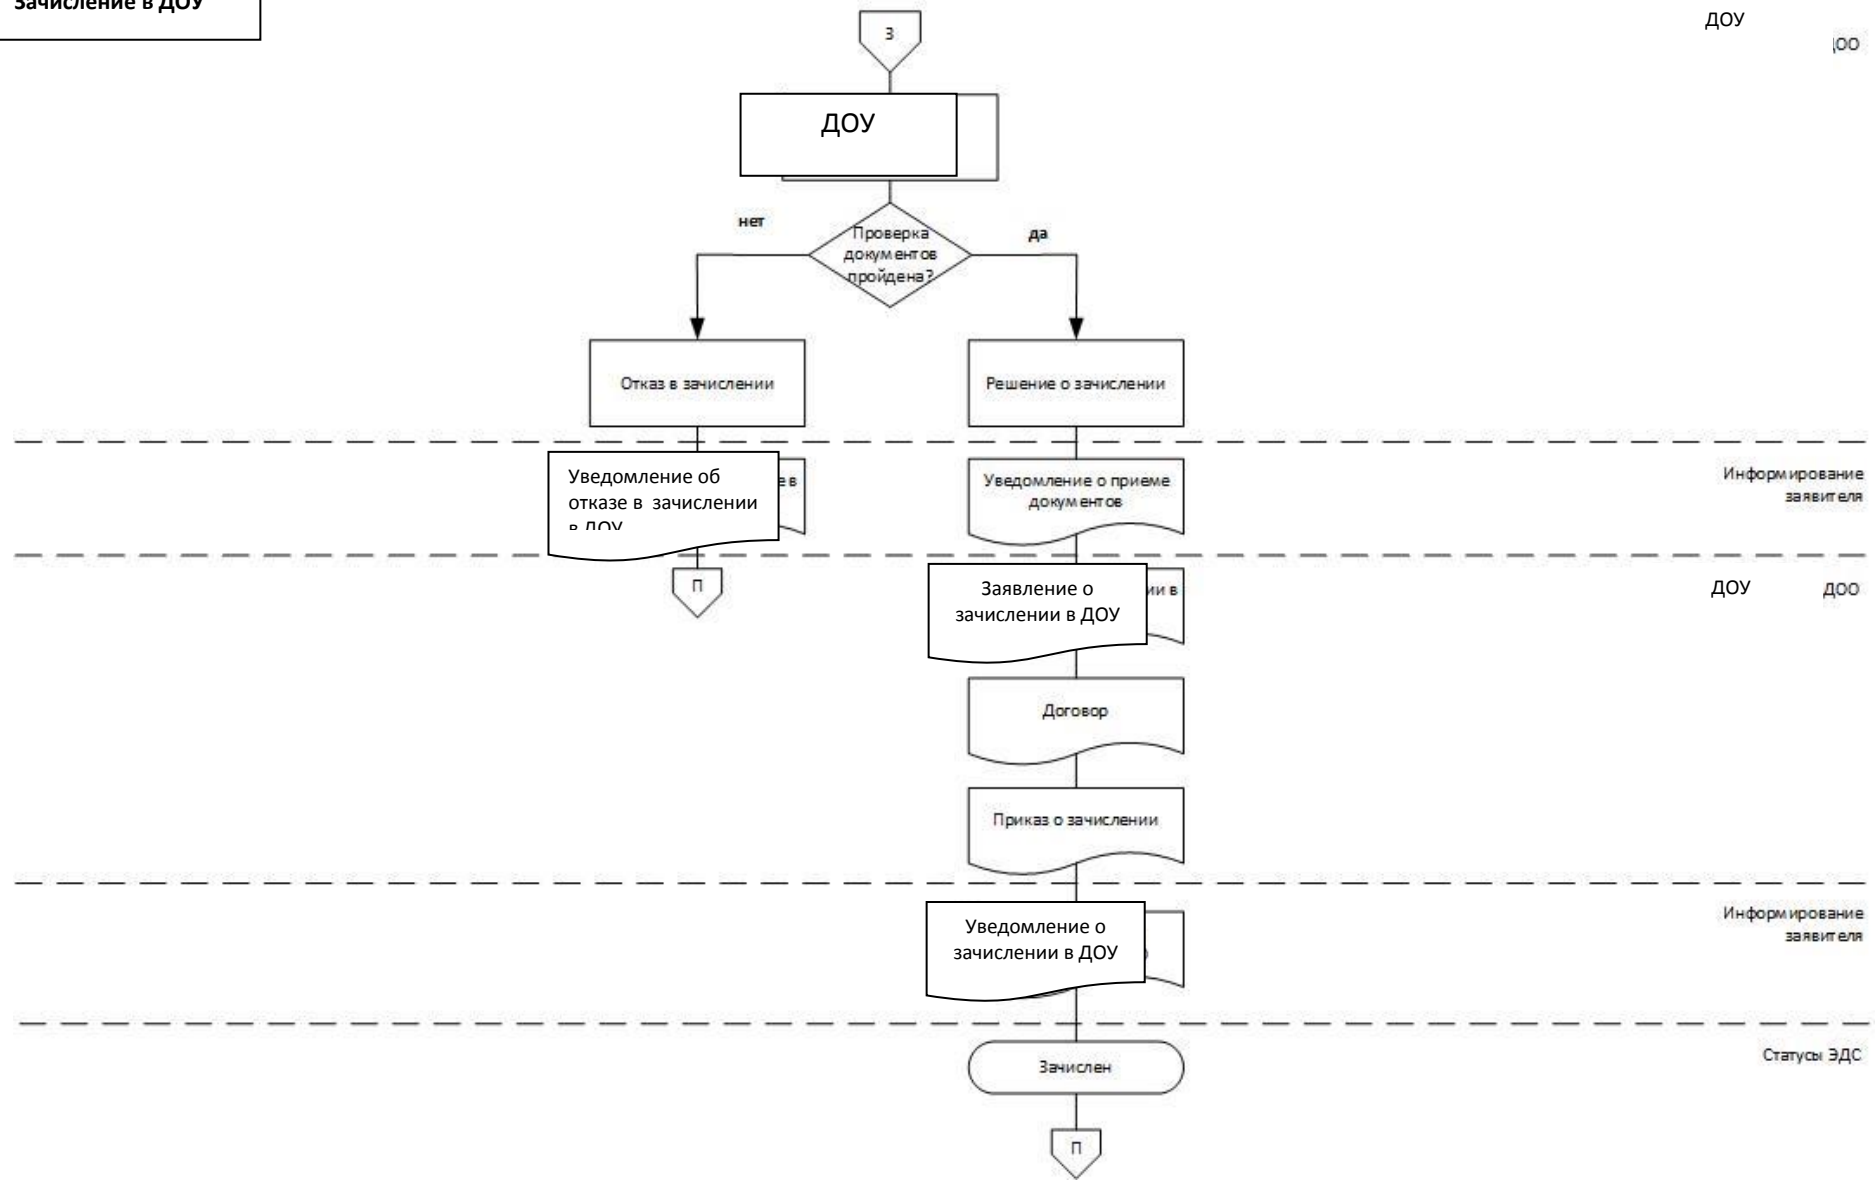 Зачисление в ДОУ
З
ДОУ
ДОО
ДОУ
нет
да
Проверка
документов
пройдена?
Отказ в зачислении
Решение о зачислении
Уведомление об
отказе в зачислении
в ДОУ
е в
Уведомление о приеме
документов
Информирование
заявителя
П
Заявление о
зачислении в ДОУ
ии в
ДОУ
ДОО
Договор
Приказ о зачислении
Уведомление о
зачислении в ДОУ
Информирование
заявителя
Статусы ЭДС
Зачислен
П